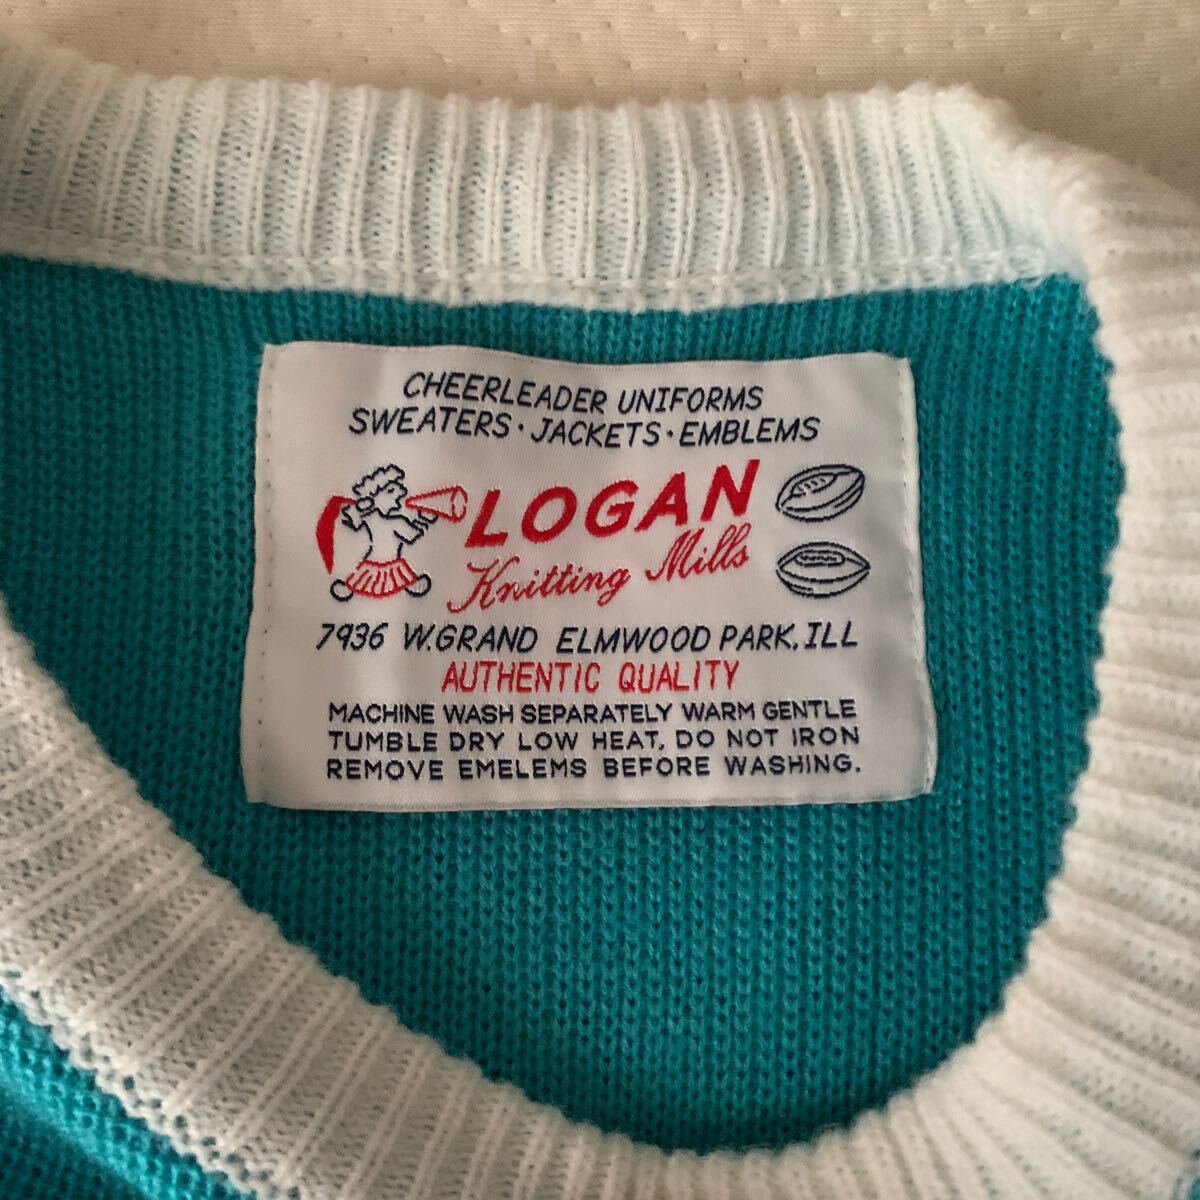 CHEERLEADER UNIFORMS
SWEATERS · JACKETS · EMBLEMS
LOGAN
Knitting Mills
7936 W.GRAND ELMWOOD PARK, ILL
AUTHENTIC QUALITY
MACHINE WASH SEPARATELY WARM GENTLE
TUMBLE DRY LOW HEAT, DO NOT IRON
REMOVE EMELEMS BEFORE WASHING.